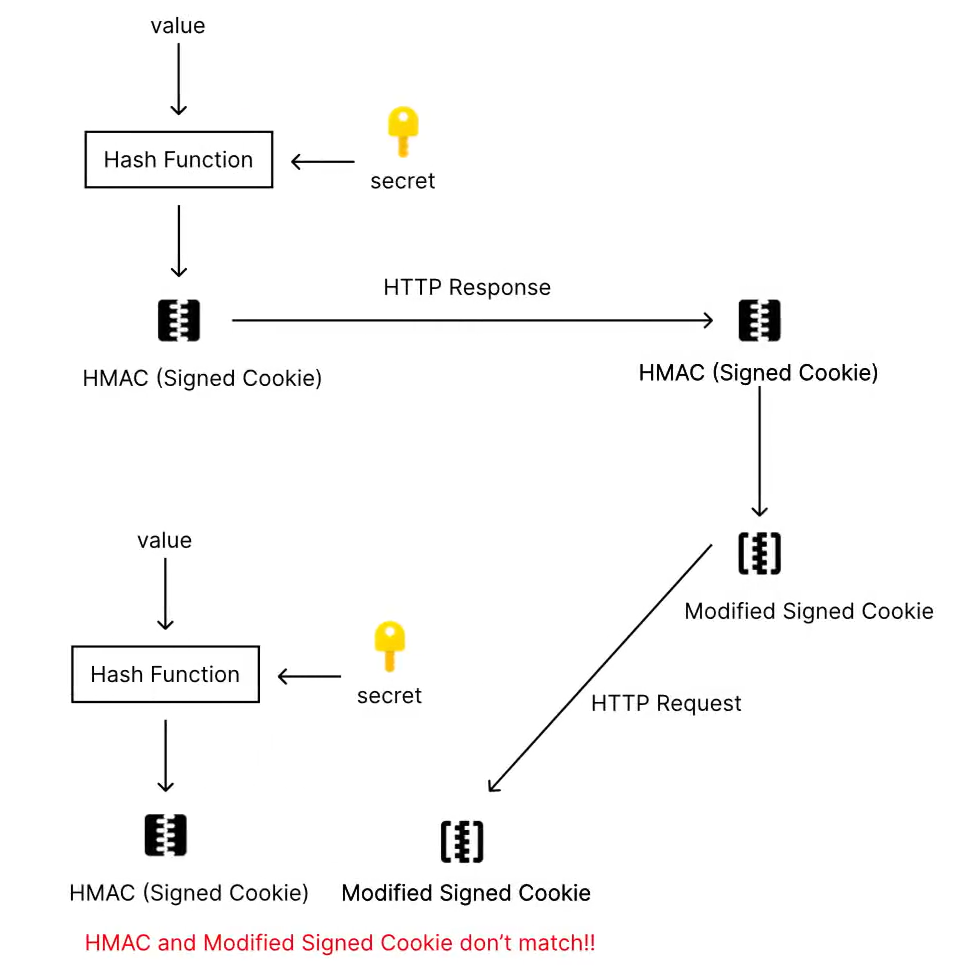 value
Hash Function
secret
HTTP Response
HMAC (Signed Cookie)
HMAC (Signed Cookie)
value
Modified Signed Cookie
Hash Function
secret
HTTP Request
HMAC (Signed Cookie)
Modified Signed Cookie
HMAC and Modified Signed Cookie don’t match!!